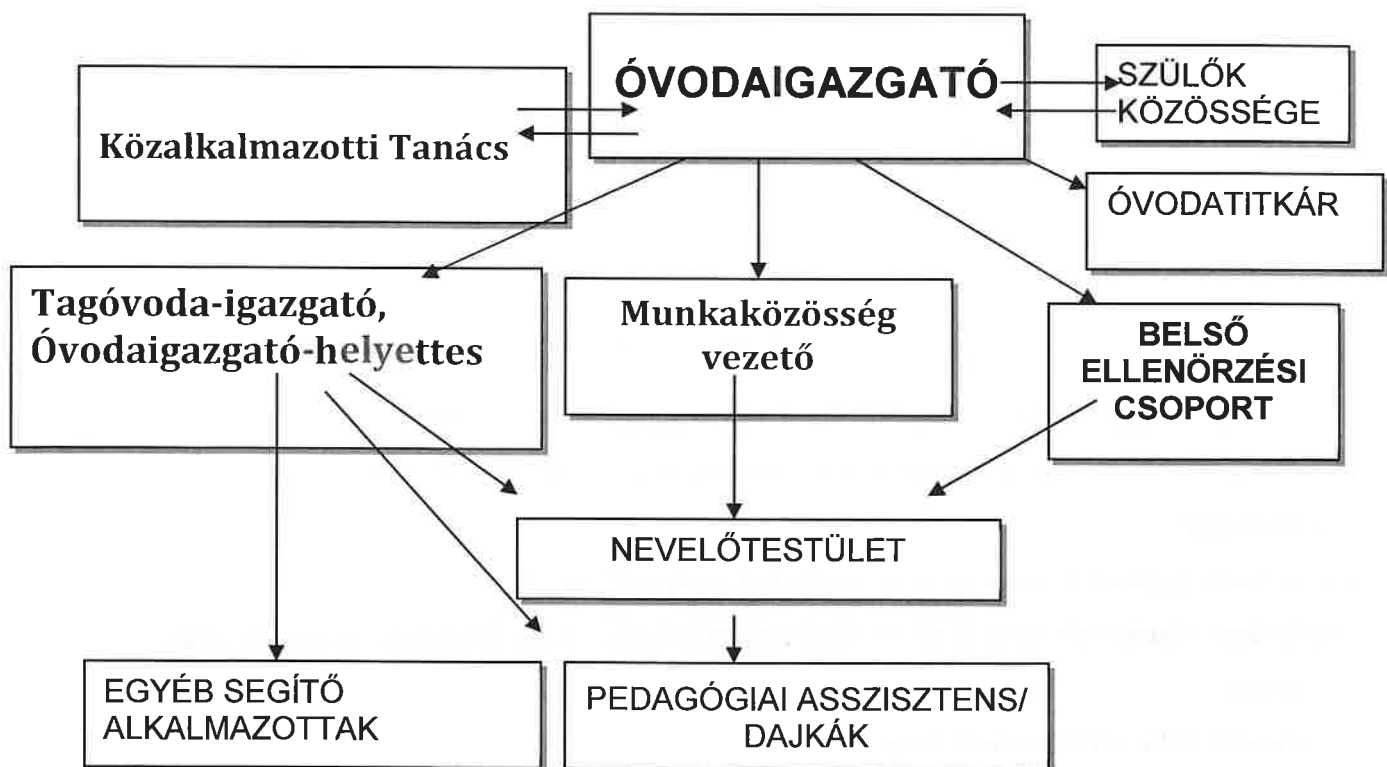 ÓVODAIGAZGATÓ
SZÜLŐK
KÖZÖSSÉGE
Közalkalmazotti Tanács
ÓVODATITKÁR
Tagóvoda-igazgató,
Óvodaigazgató-helyettes
Munkaközösség
vezető
BELSŐ
ELLENÖRZÉSI
CSOPORT
NEVELŐTESTÜLET
EGYÉB SEGÍTŐ
ALKALMAZOTTAK
PEDAGÓGIAI ASSZISZTENS/
DAJKÁK